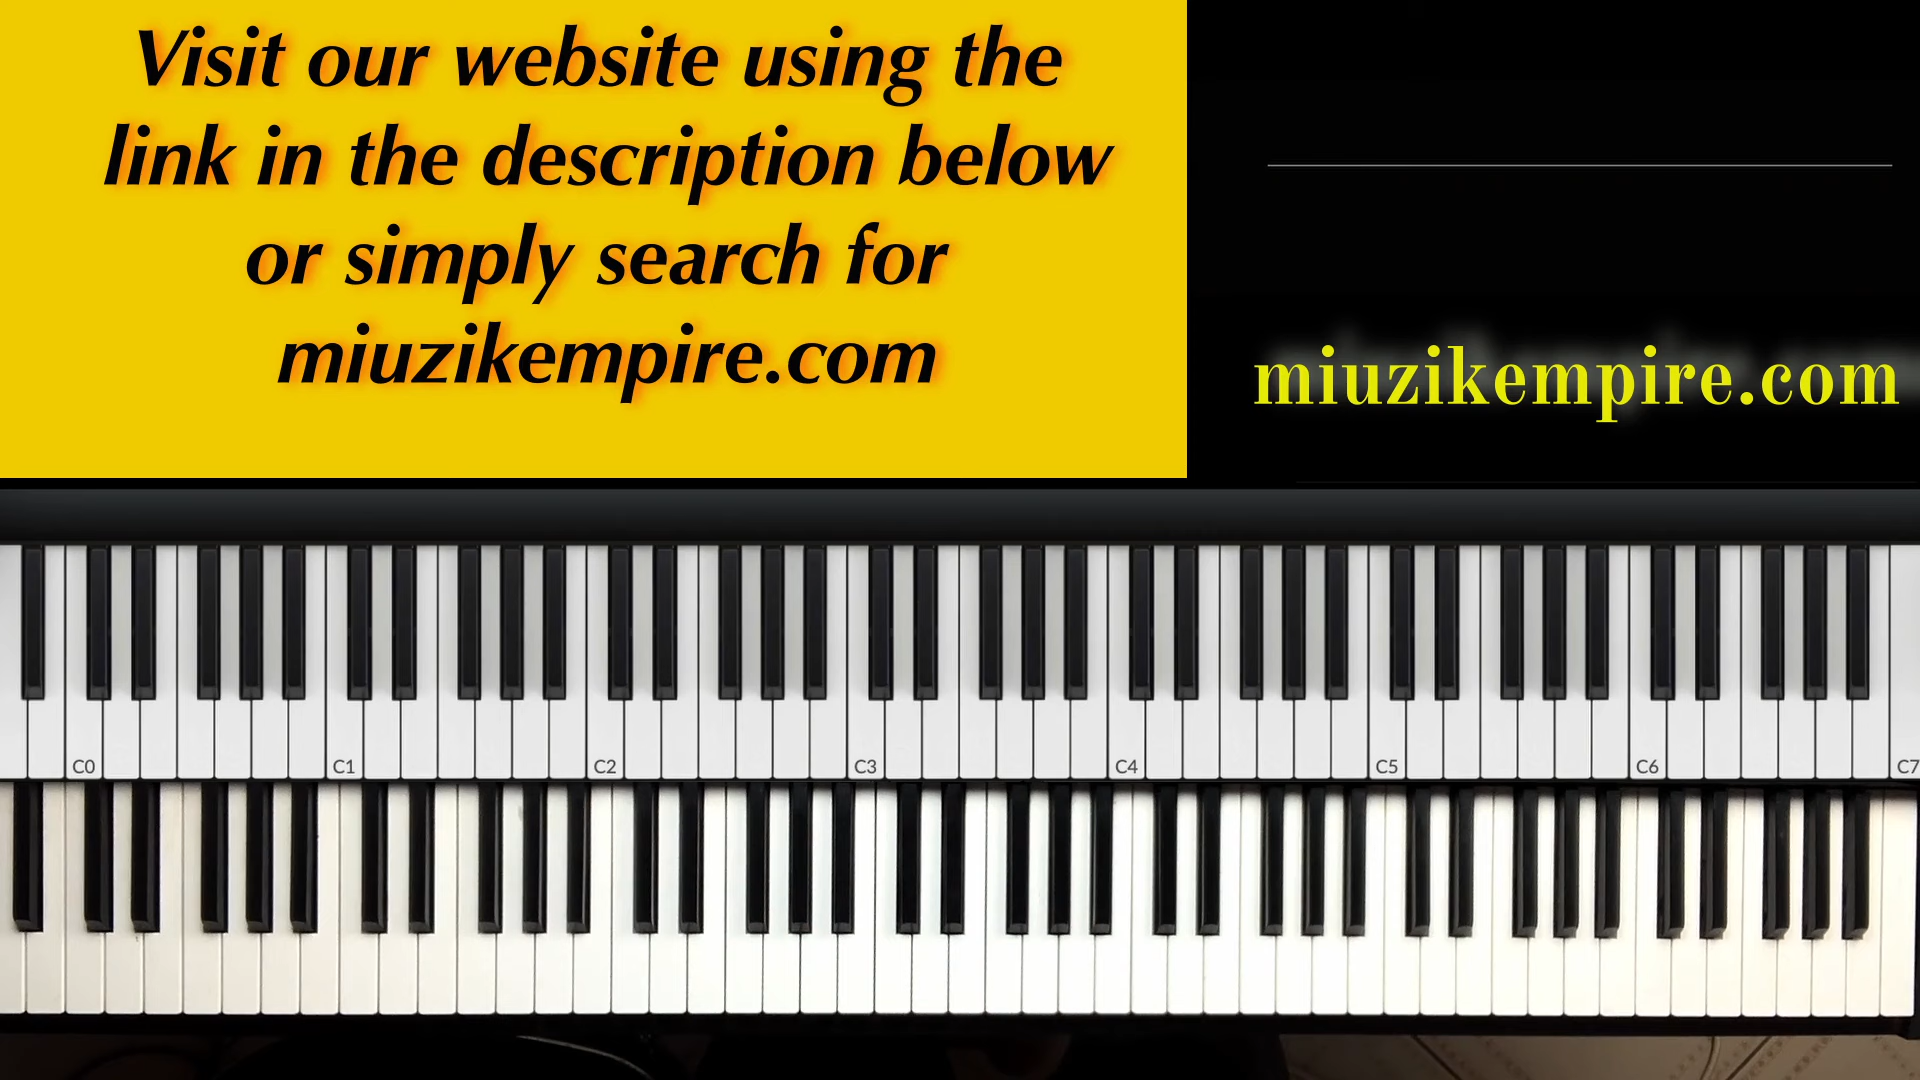 Visit our website using the
link in the description below
or simply search for
miuzikempire.com
miuzikempire.com
C0 C1 C2 C3 C4 C5 C6 C7